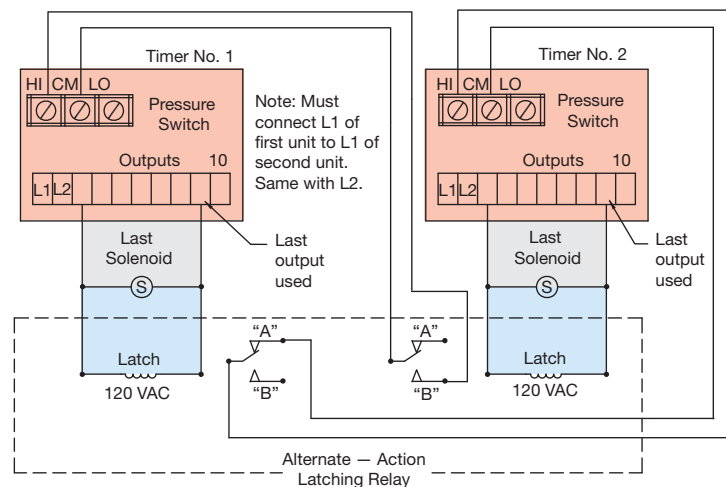 Timer No. 1
HI CM LO
Pressure
Switch
Outputs 10
L1 L2
Last
Solenoid
S
Last
output
used
Latch
120 VAC
Note: Must
connect L1 of
first unit to L1 of
second unit.
Same with L2.
Timer No. 2
HI CM LO
Pressure
Switch
Outputs 10
L1 L2
Last
Solenoid
S
Last
output
used
Latch
120 VAC
“A”
“B”
“A”
“B”
Alternate — Action
Latching Relay